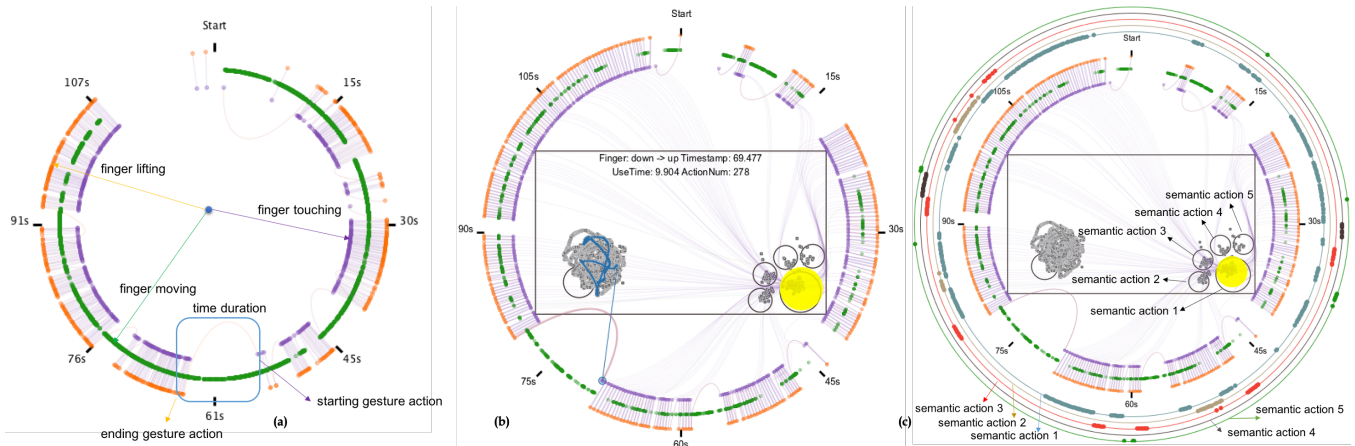 Start
15s
30s
45s
61s
76s
91s
107s
finger lifting
finger touching
finger moving
time duration
starting gesture action
ending gesture action
(a)
Start
15s
30s
45s
60s
75s
90s
105s
Finger: down -> up Timestamp: 69.477
UseTime: 9.904 ActionNum: 278
(b)
Start
15s
30s
45s
60s
75s
90s
105s
semantic action 5
semantic action 4
semantic action 3
semantic action 2
semantic action 1
semantic action 3
semantic action 2
semantic action 1
semantic action 5
semantic action 4
(c)